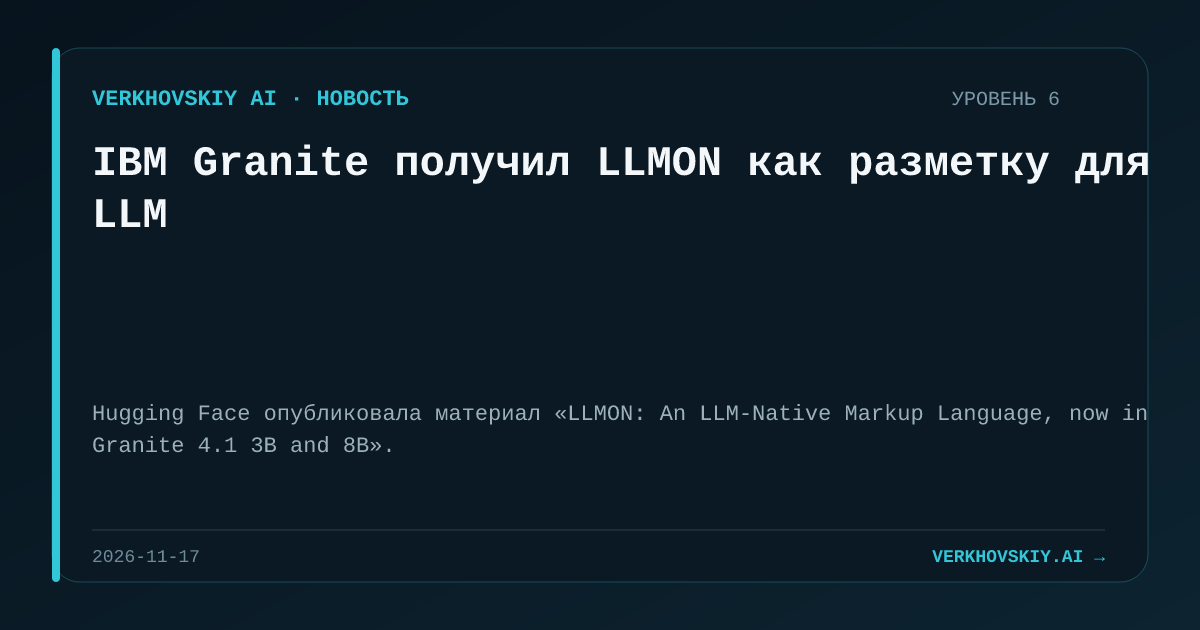 VERKHOVSKIY AI · НОВОСТЬ
УРОВЕНЬ 6
IBM Granite получил LLMON как разметку для
LLM
Hugging Face опубликовала материал «LLMON: An LLM-Native Markup Language, now in
Granite 4.1 3B and 8B».
2026-11-17
VERKHOVSKIY.AI →